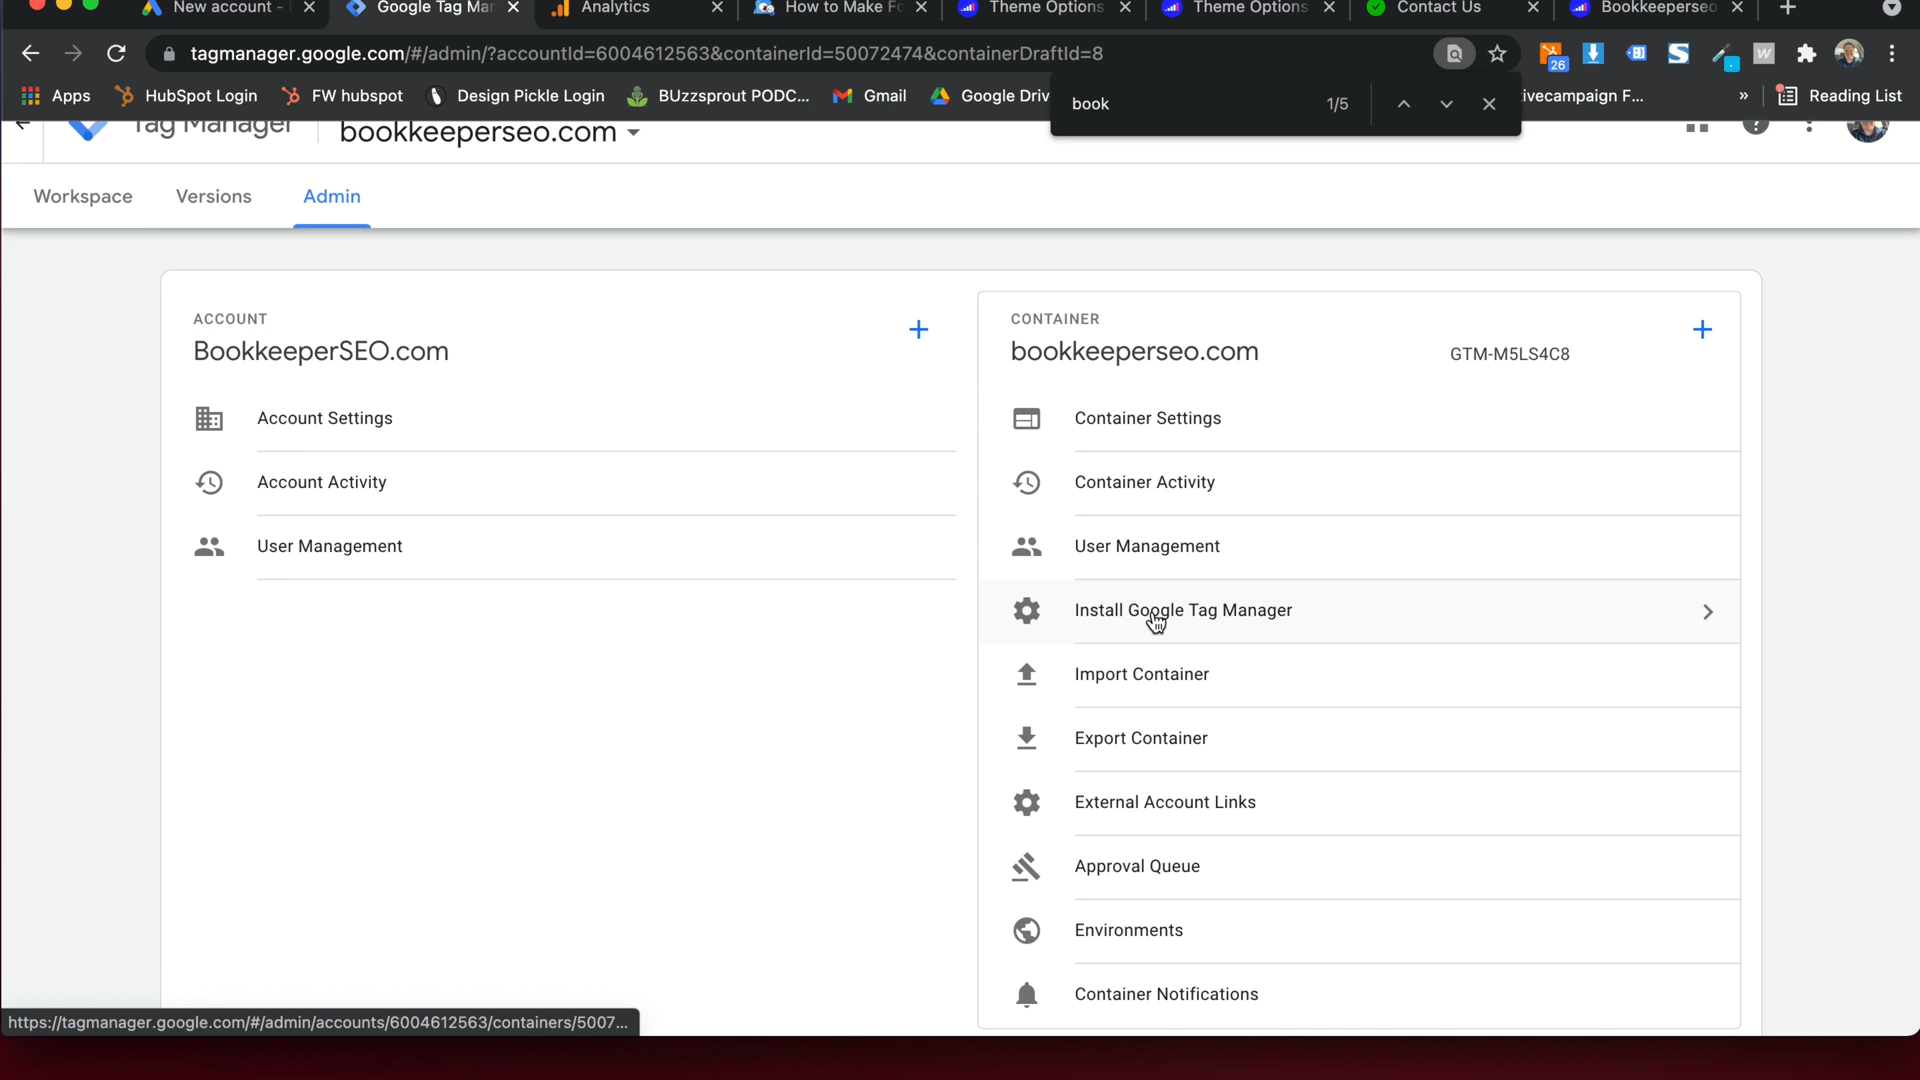 New account -
Google Tag Mar
Analytics
How to Make Fo
Theme Options
Theme Options
Contact Us
Bookkeeperseo
tagmanager.google.com/#/admin/?accountId=6004612563&containerId=50072474&containerDraftId=8
26
W
Apps
HubSpot Login
FW hubspot
Design Pickle Login
BUzzsprout PODC...
Gmail
Google Driv
ivecampaign F...
»
Reading List
book
1/5
Tag Manager
bookkeeperseo.com
Workspace
Versions
Admin
ACCOUNT
BookkeeperSEO.com
Account Settings
Account Activity
User Management
CONTAINER
bookkeeperseo.com
GTM-M5LS4C8
Container Settings
Container Activity
User Management
Install Google Tag Manager
Import Container
Export Container
External Account Links
Approval Queue
Environments
Container Notifications
https://tagmanager.google.com/#/admin/accounts/6004612563/containers/5007...